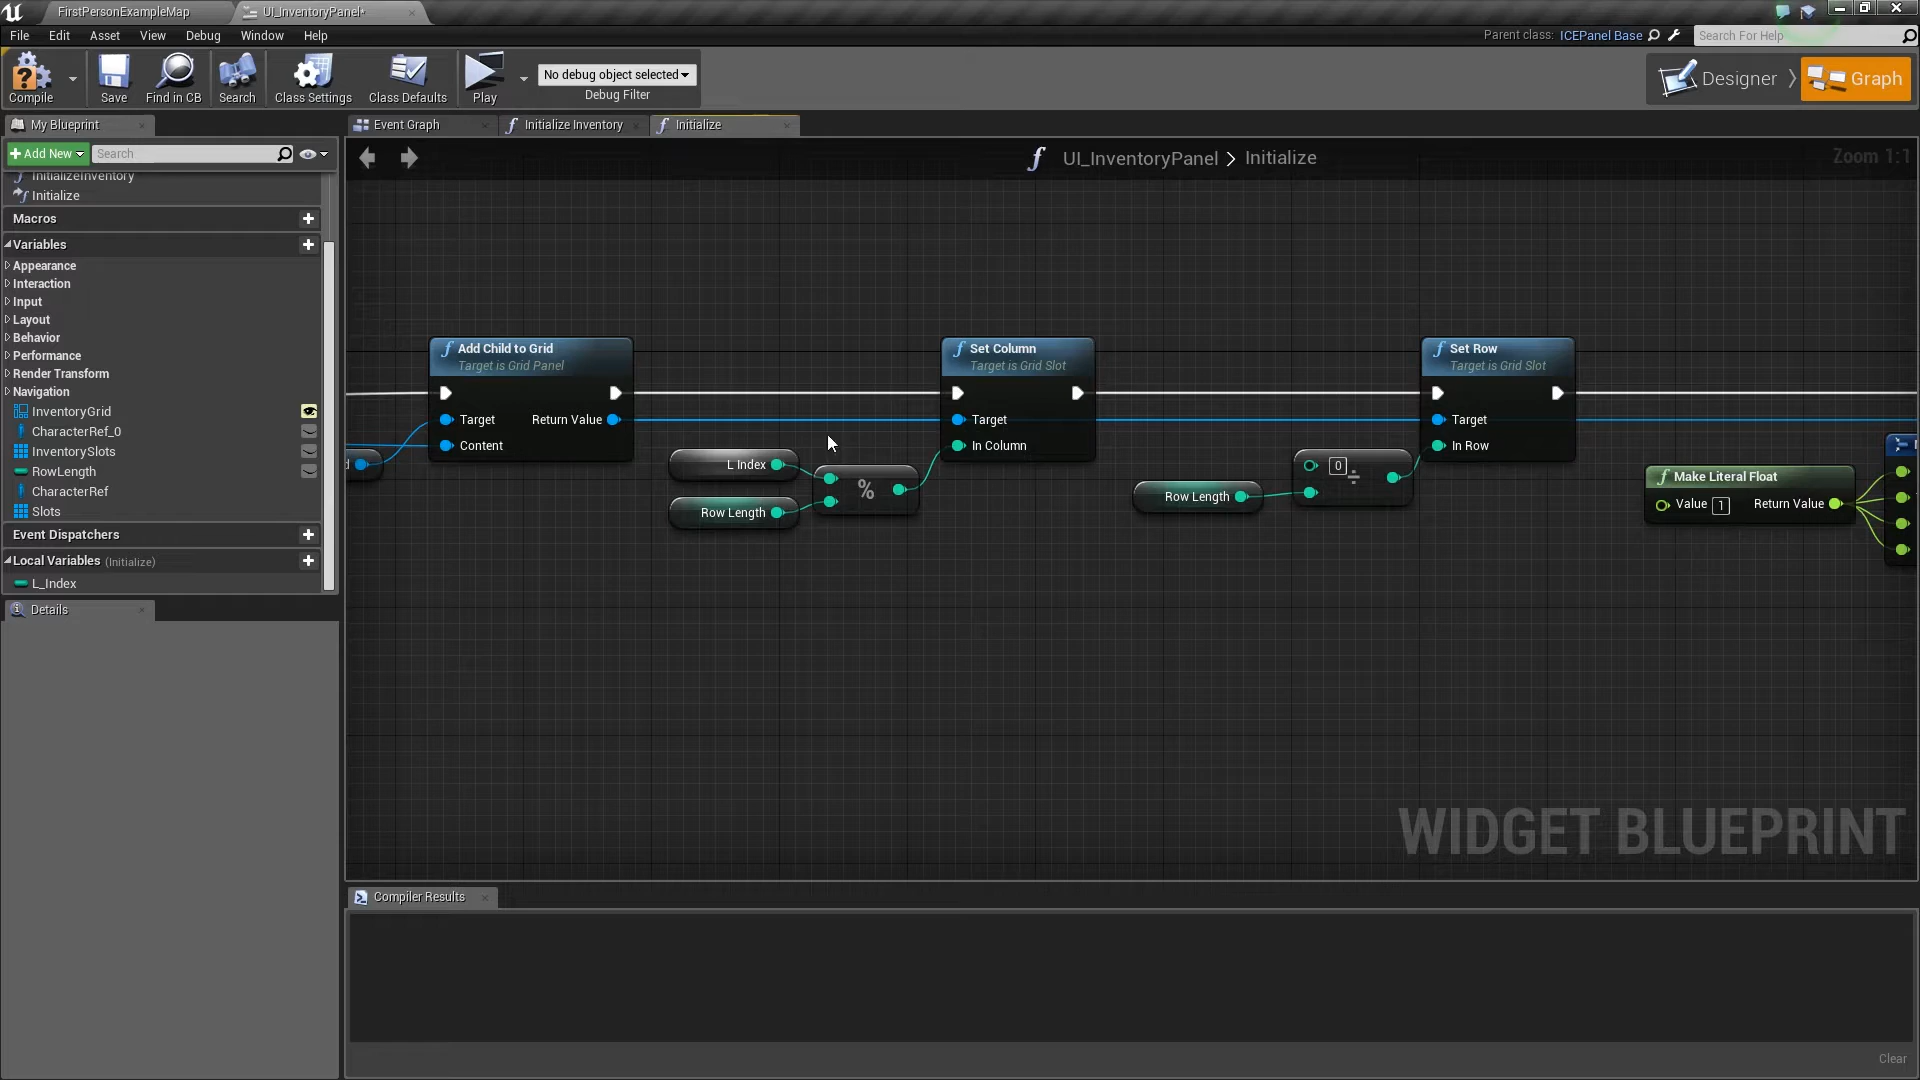 FirstPersonExampleMap
UI_InventoryPanel*
File Edit Asset View Debug Window Help
Parent class: ICEPanel Base
Search For Help
Compile
Save
Find in CB
Search
Class Settings
Class Defaults
Play
No debug object selected
Debug Filter
Designer
Graph
My Blueprint
Event Graph
Initialize Inventory
Initialize
Add New
Search
UI_InventoryPanel > Initialize
Zoom 1:1
InitializeInventory
Initialize
Macros
Variables
Appearance
Interaction
Input
Layout
Behavior
Performance
Render Transform
Navigation
InventoryGrid
CharacterRef_0
InventorySlots
RowLength
CharacterRef
Slots
Event Dispatchers
Local Variables (Initialize)
L_Index
Details
Add Child to Grid
Target is Grid Panel
Target Return Value
Content
L Index
Row Length
%
Set Column
Target is Grid Slot
Target
In Column
Row Length
0
÷
Set Row
Target is Grid Slot
Target
In Row
Make Literal Float
Value 1 Return Value
WIDGET BLUEPRINT
Compiler Results
Clear